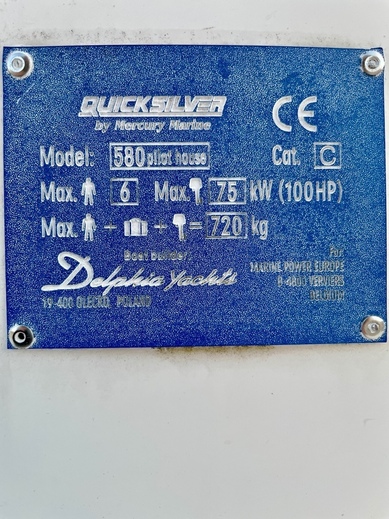 QUICKSILVER
by Mercury Marine
CE
Model: 580 pilot house Cat. C
Max. 6 Max. 75 kW (100HP)
Max. + + = 720 kg
Boat builder:
Delphia Yachts
19-400 OLECKO, POLAND
For
MARINE POWER EUROPE
B-4800 VERVIERS
BELGIUM